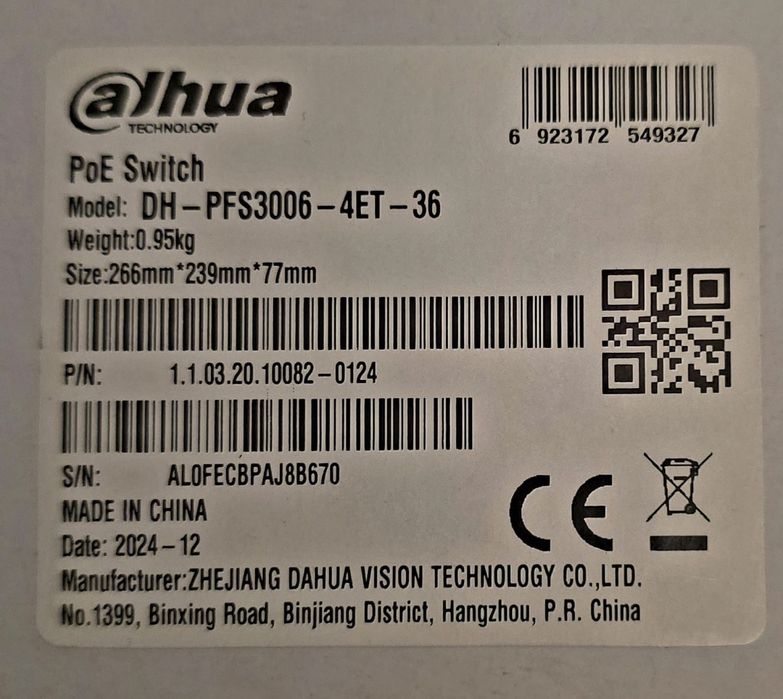 alhua
TECHNOLOGY
6 923172 549327
PoE Switch
Model: DH-PFS3006-4ET-36
Weight:0.95kg
Size:266mm*239mm*77mm
P/N: 1.1.03.20.10082-0124
S/N: AL0FECBPAJ8B670
MADE IN CHINA
Date: 2024-12
CE
Manufacturer:ZHEJIANG DAHUA VISION TECHNOLOGY CO.,LTD.
No.1399, Binxing Road, Binjiang District, Hangzhou, P.R. China